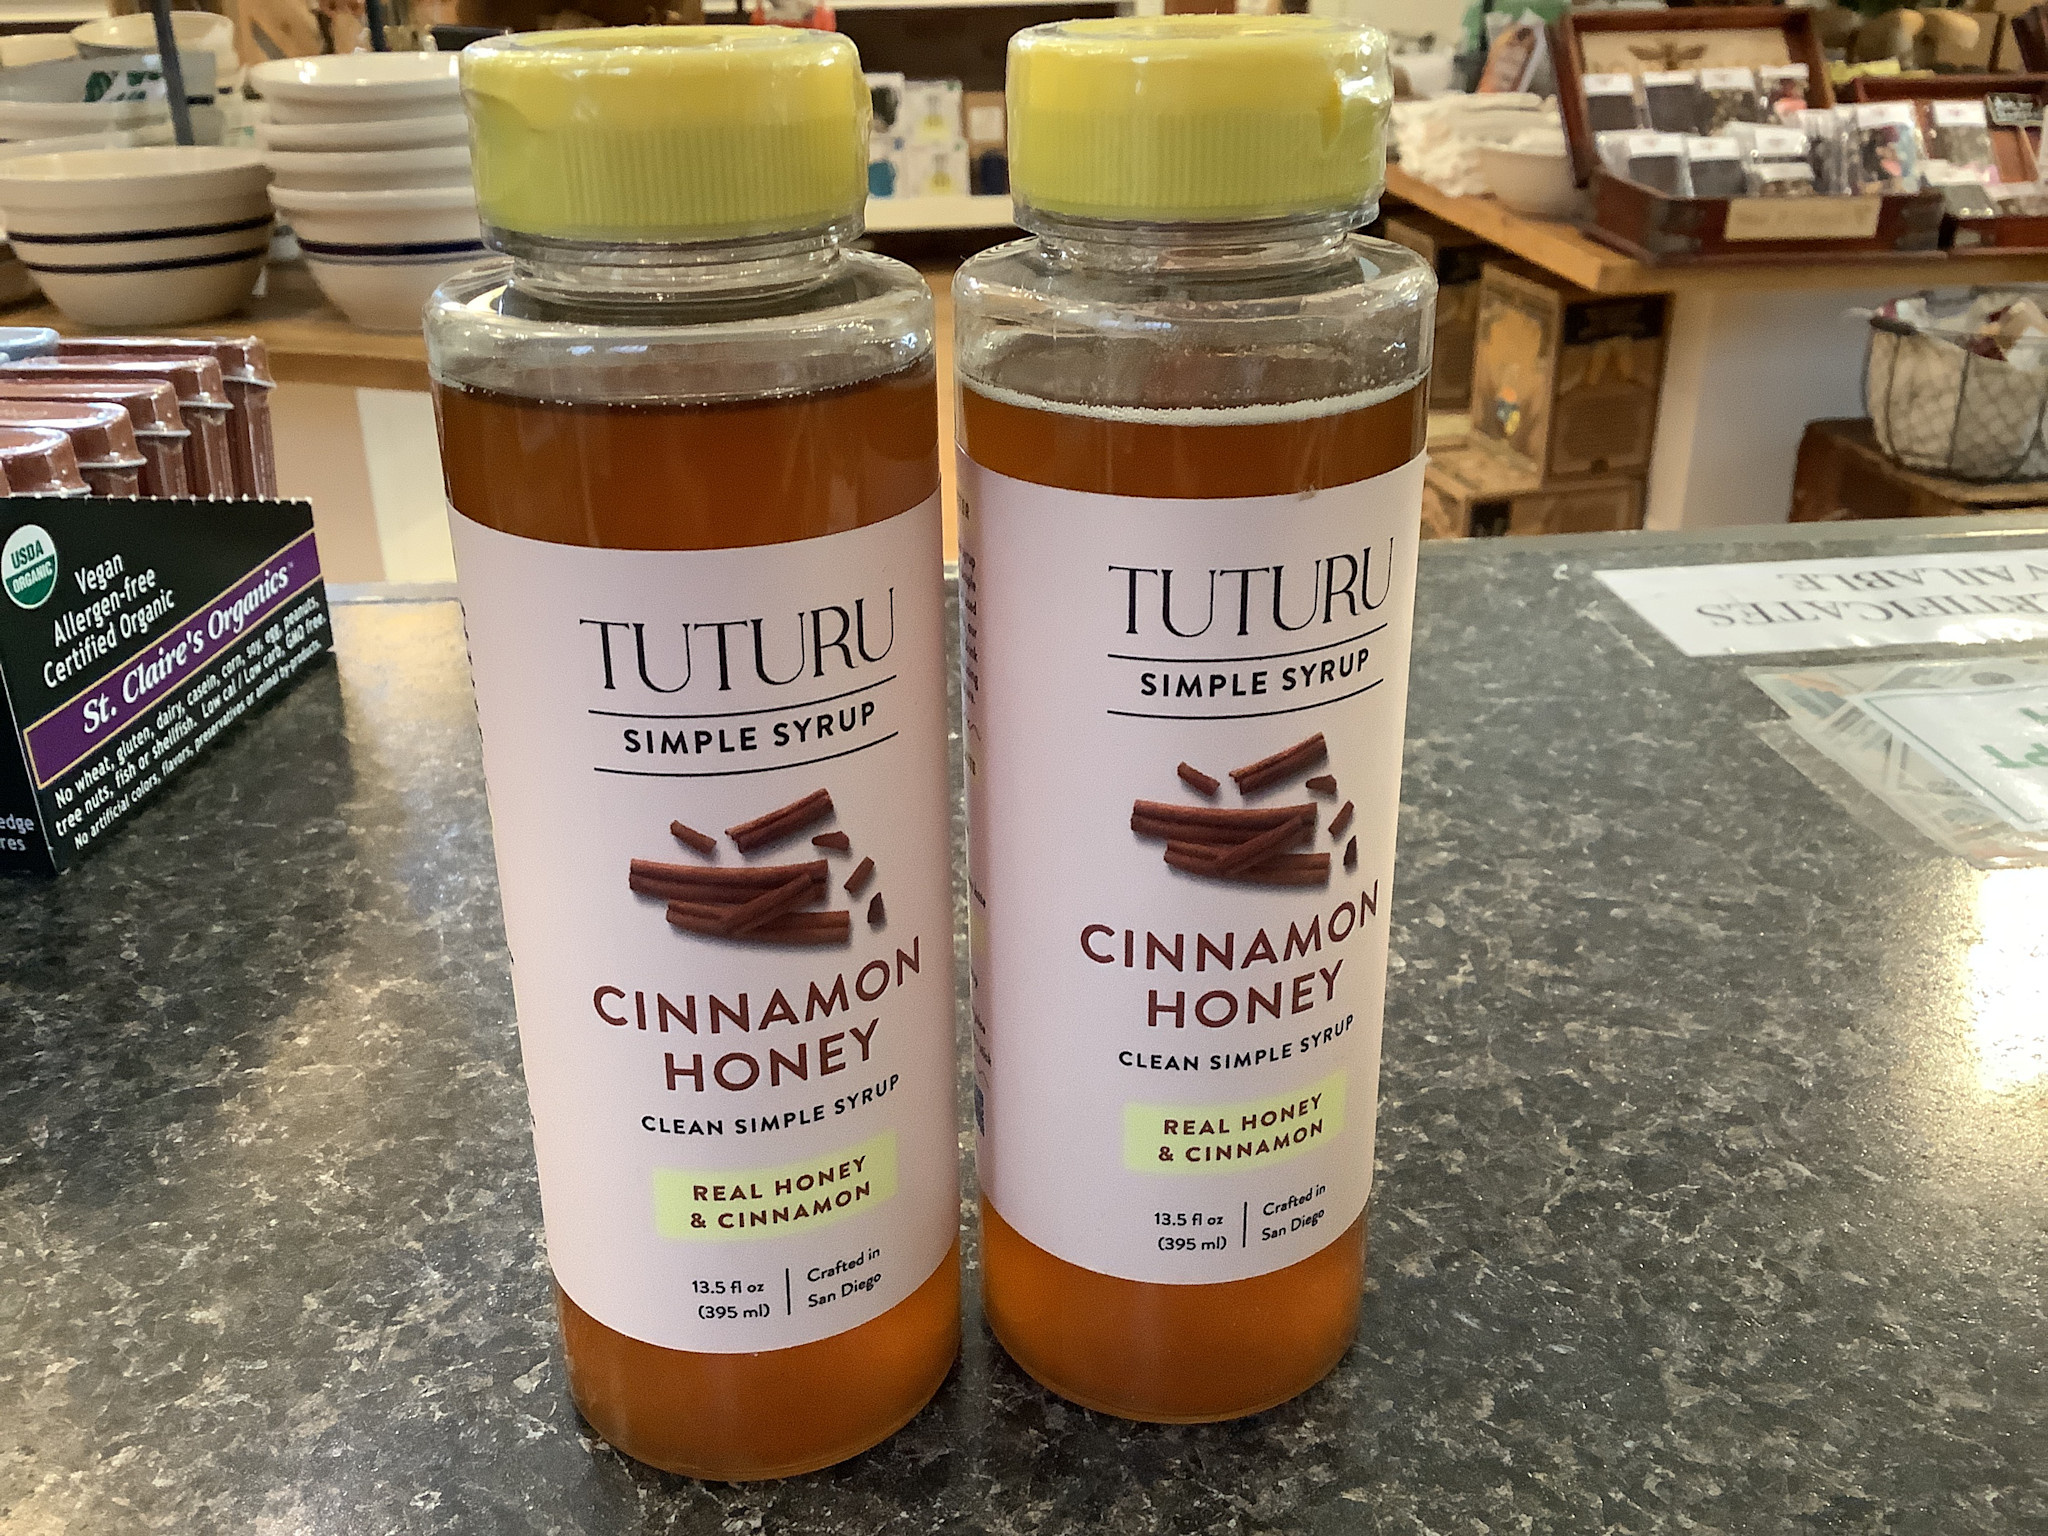 USDA
ORGANIC
Vegan
Allergen-free
Certified Organic
St. Claire's Organics™
No wheat, gluten, dairy, casein, corn, soy, egg, peanuts,
tree nuts, fish or shellfish. Low cal / Low carb, GMO free.
No artificial colors, flavors, preservatives or animal by-products.
TUTURU
SIMPLE SYRUP
CINNAMON
HONEY
CLEAN SIMPLE SYRUP
REAL HONEY
& CINNAMON
13.5 fl oz
(395 ml)
Crafted in
San Diego
TUTURU
SIMPLE SYRUP
CINNAMON
HONEY
CLEAN SIMPLE SYRUP
REAL HONEY
& CINNAMON
13.5 fl oz
(395 ml)
Crafted in
San Diego